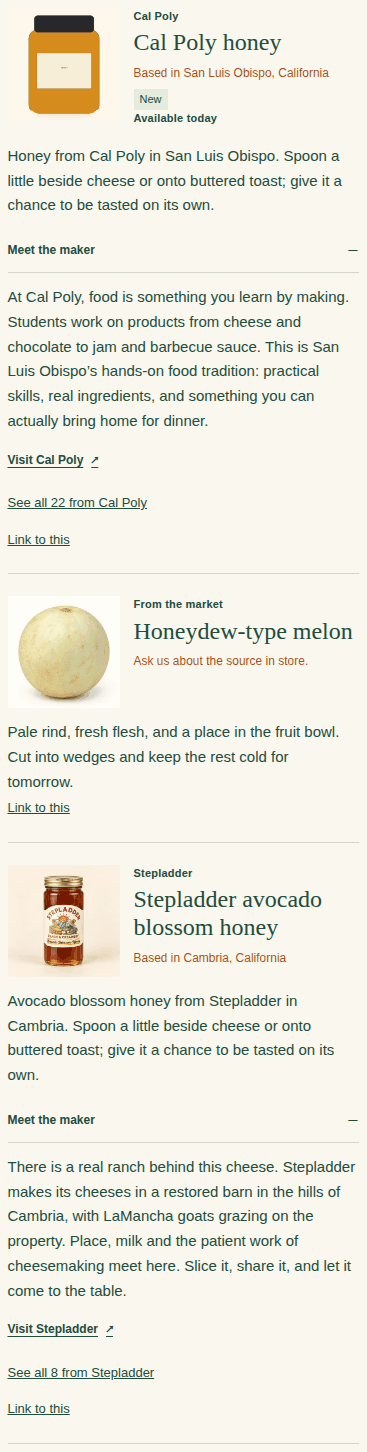 Cal Poly
Cal Poly honey
Based in San Luis Obispo, California
New
Available today
Honey from Cal Poly in San Luis Obispo. Spoon a
little beside cheese or onto buttered toast; give it a
chance to be tasted on its own.
Meet the maker –
At Cal Poly, food is something you learn by making.
Students work on products from cheese and
chocolate to jam and barbecue sauce. This is San
Luis Obispo’s hands-on food tradition: practical
skills, real ingredients, and something you can
actually bring home for dinner.
Visit Cal Poly ↗
See all 22 from Cal Poly
Link to this
From the market
Honeydew-type melon
Ask us about the source in store.
Pale rind, fresh flesh, and a place in the fruit bowl.
Cut into wedges and keep the rest cold for
tomorrow.
Link to this
STEPLADDER
Stepladder
Stepladder avocado
blossom honey
Based in Cambria, California
Avocado blossom honey from Stepladder in
Cambria. Spoon a little beside cheese or onto
buttered toast; give it a chance to be tasted on its
own.
Meet the maker –
There is a real ranch behind this cheese. Stepladder
makes its cheeses in a restored barn in the hills of
Cambria, with LaMancha goats grazing on the
property. Place, milk and the patient work of
cheesemaking meet here. Slice it, share it, and let it
come to the table.
Visit Stepladder ↗
See all 8 from Stepladder
Link to this